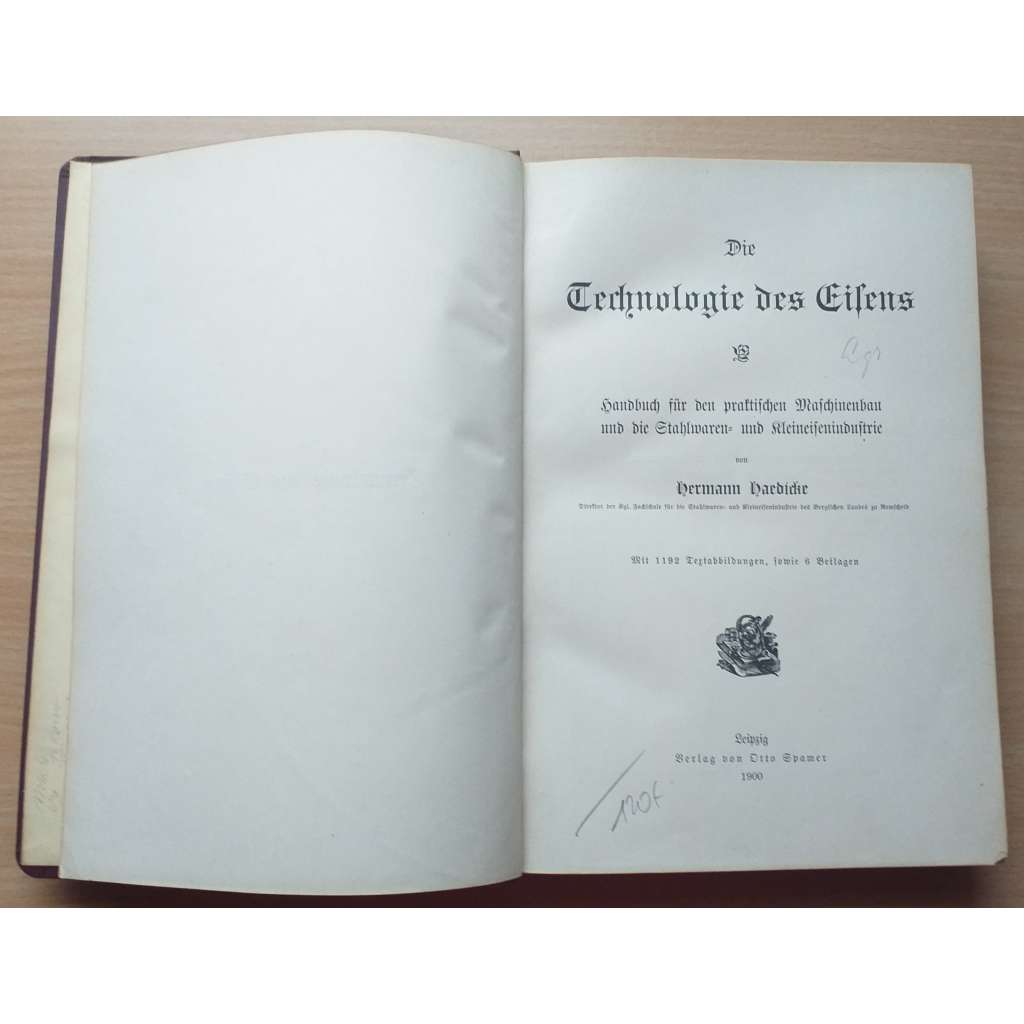 Die
Technologie des Eiſens
Handbuch für den praktiſchen Maſchinenbau
und die Stahlwaren- und Kleineiſeninduſtrie
von
Hermann Haedicke
Direktor der Kgl. Fachſchule für die Stahlwaren- und Kleineiſeninduſtrie des Bergiſchen Landes zu Remſcheid
Mit 1192 Textabbildungen, ſowie 6 Beilagen
Leipzig
Verlag von Otto Spamer
1900